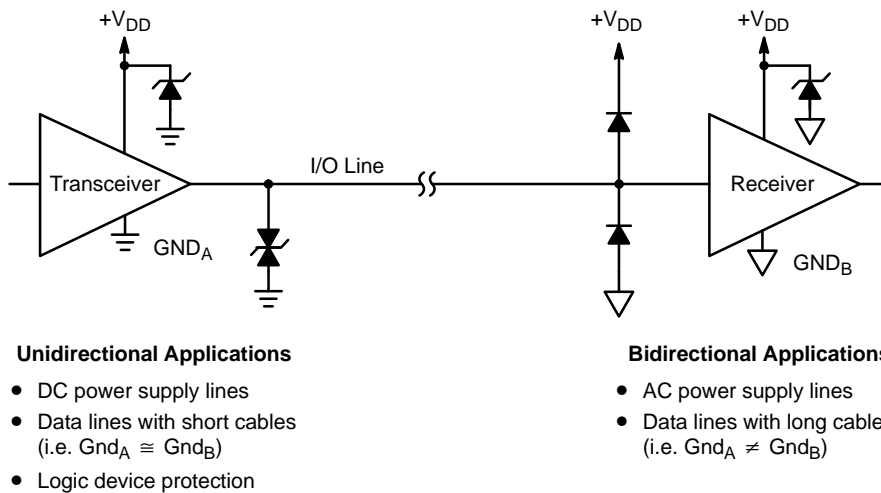 +VDD
+VDD
+VDD
Transceiver
I/O Line
Receiver
GNDA
GNDB
Unidirectional Applications
• DC power supply lines
• Data lines with short cables
(i.e. GndA ≅ GndB)
• Logic device protection
Bidirectional Applications
• AC power supply lines
• Data lines with long cable
(i.e. GndA ≠ GndB)